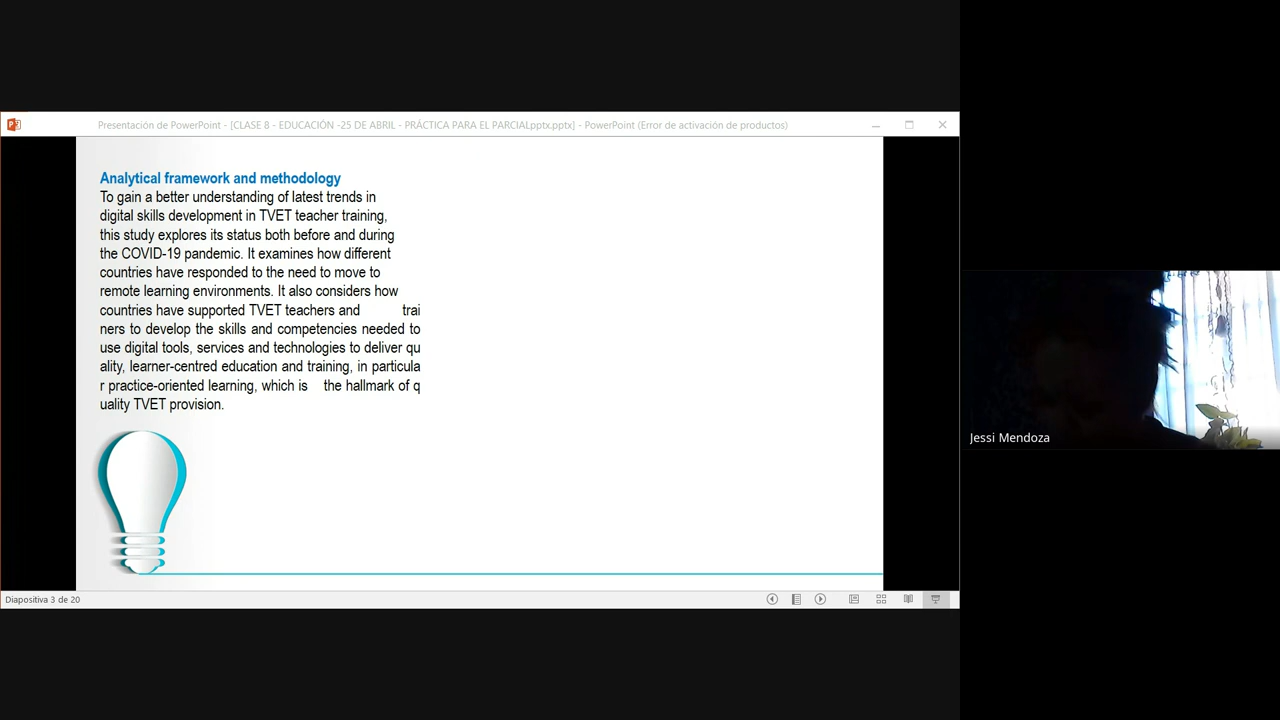 Presentación de PowerPoint - [CLASE 8 - EDUCACIÓN -25 DE ABRIL - PRÁCTICA PARA EL PARCIALpptx.pptx] - PowerPoint (Error de activación de productos)
Analytical framework and methodology
To gain a better understanding of latest trends in
digital skills development in TVET teacher training,
this study explores its status both before and during
the COVID-19 pandemic. It examines how different
countries have responded to the need to move to
remote learning environments. It also considers how
countries have supported TVET teachers and trai
ners to develop the skills and competencies needed to
use digital tools, services and technologies to deliver qu
ality, learner-centred education and training, in particula
r practice-oriented learning, which is the hallmark of q
uality TVET provision.
Jessi Mendoza
Diapositiva 3 de 20